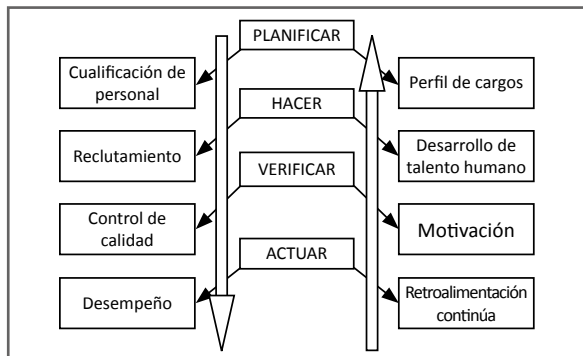 PLANIFICAR
Cualificación de
personal
Perfil de cargos
HACER
Reclutamiento
Desarrollo de
talento humano
VERIFICAR
Control de
calidad
Motivación
ACTUAR
Desempeño
Retroalimentación
continúa